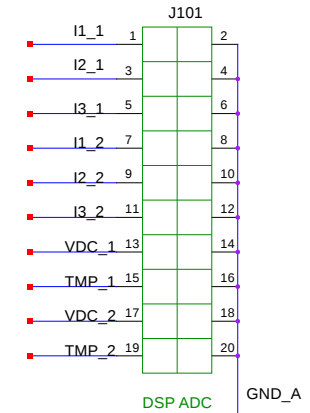 J101
I1_1 1 2
I2_1 3 4
I3_1 5 6
I1_2 7 8
I2_2 9 10
I3_2 11 12
VDC_1 13 14
TMP_1 15 16
VDC_2 17 18
TMP_2 19 20
GND_A
DSP ADC